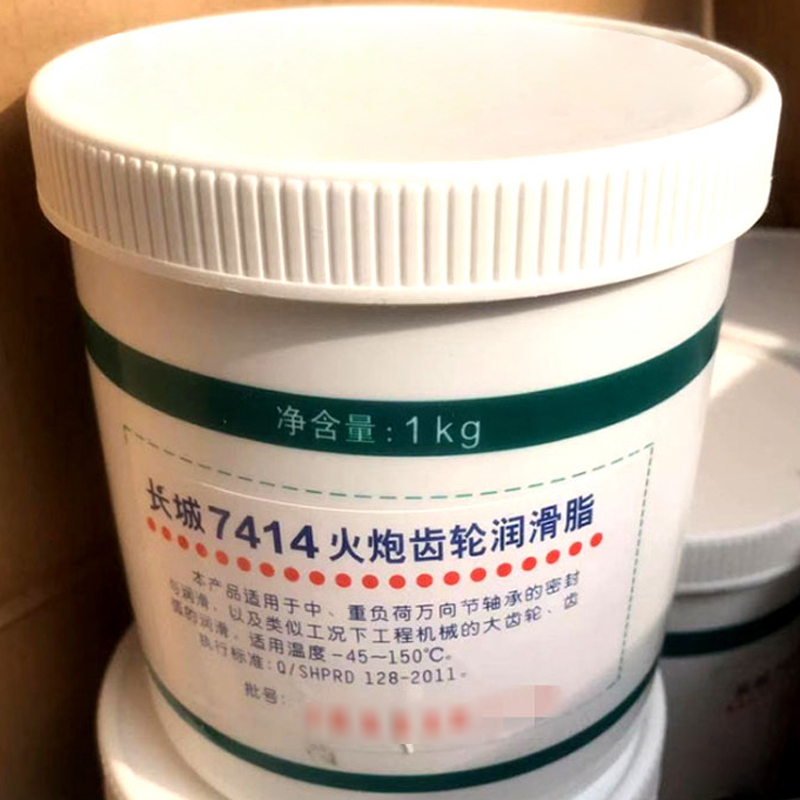 净含量:1kg
长城7414火炮齿轮润滑脂
本产品适用于中、重负荷万向节轴承的密封
与润滑，以及类似工况下工程机械的大齿轮、齿
的润滑，适用温度-45~150℃。
执行标准:Q/SHPRD 128-2011。
批号: